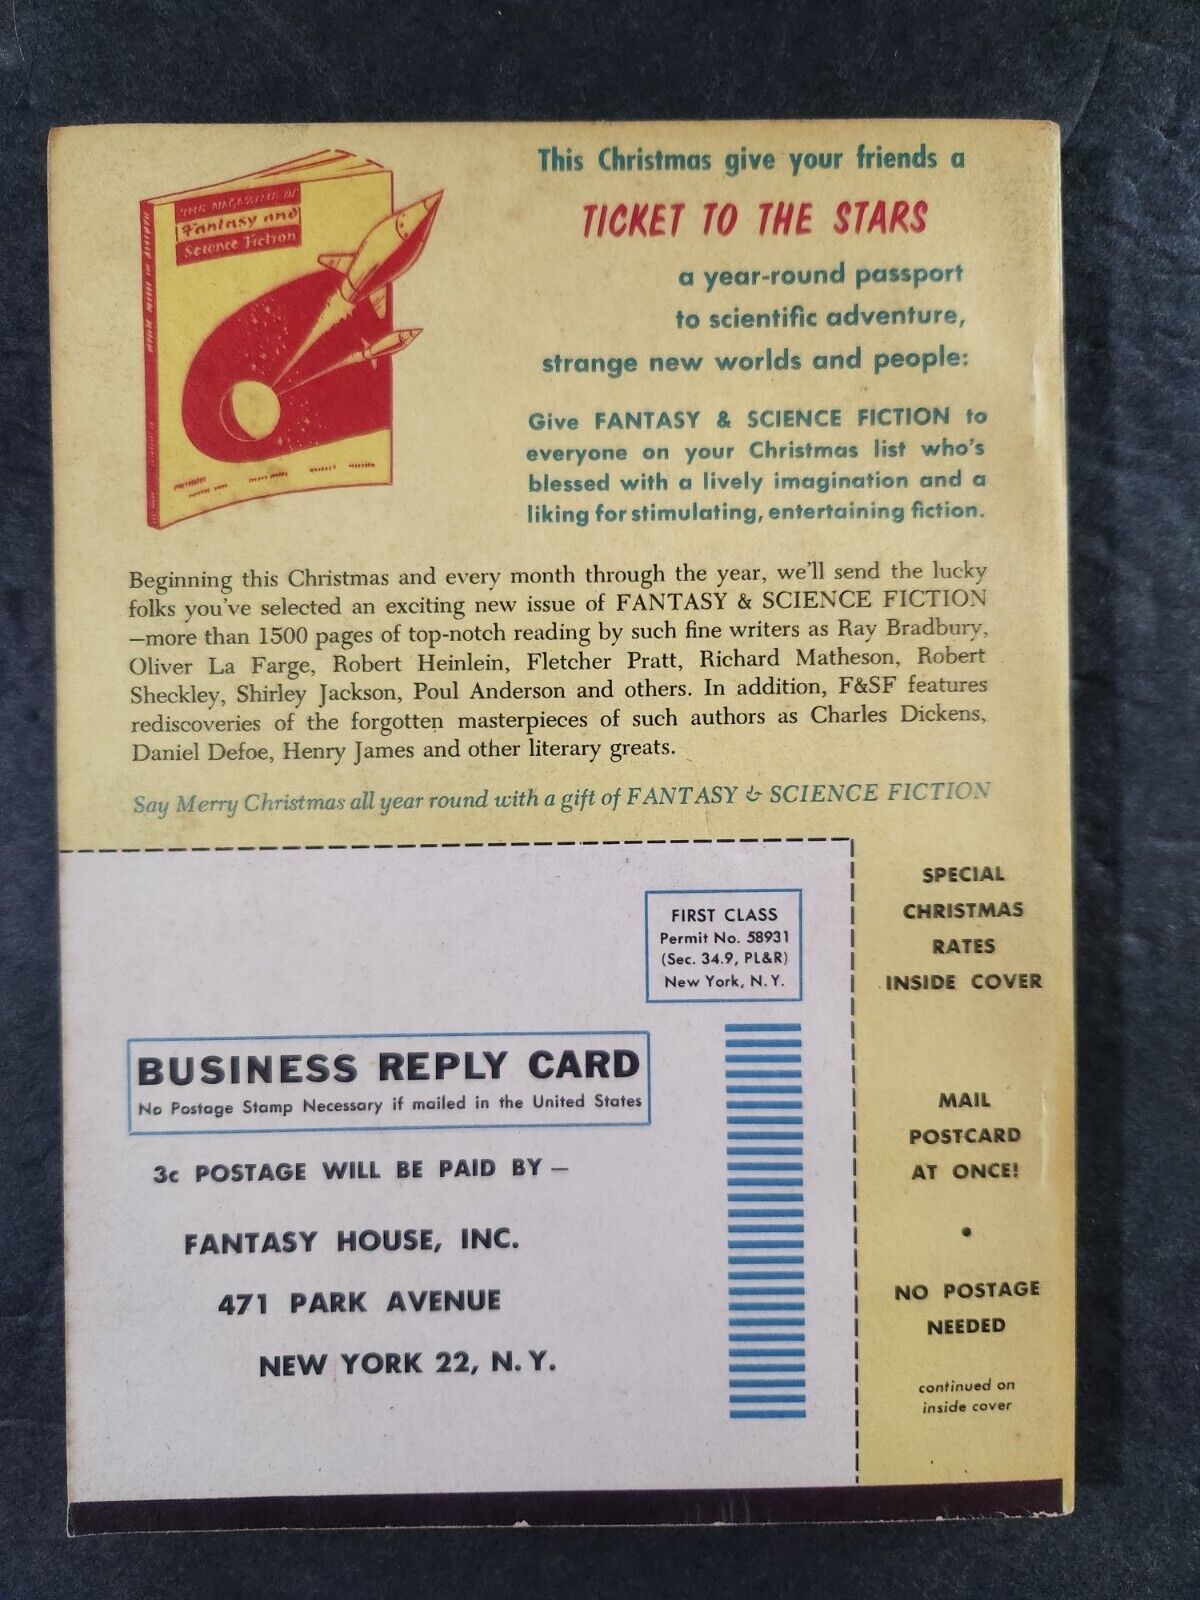 THE MAGAZINE OF
Fantasy and
Science Fiction
This Christmas give your friends a
TICKET TO THE STARS
a year-round passport
to scientific adventure,
strange new worlds and people:
Give FANTASY & SCIENCE FICTION to
everyone on your Christmas list who's
blessed with a lively imagination and a
liking for stimulating, entertaining fiction.
Beginning this Christmas and every month through the year, we'll send the lucky
folks you've selected an exciting new issue of FANTASY & SCIENCE FICTION
—more than 1500 pages of top-notch reading by such fine writers as Ray Bradbury,
Oliver La Farge, Robert Heinlein, Fletcher Pratt, Richard Matheson, Robert
Sheckley, Shirley Jackson, Poul Anderson and others. In addition, F&SF features
rediscoveries of the forgotten masterpieces of such authors as Charles Dickens,
Daniel Defoe, Henry James and other literary greats.
Say Merry Christmas all year round with a gift of FANTASY & SCIENCE FICTION
FIRST CLASS
Permit No. 58931
(Sec. 34.9, PL&R)
New York, N. Y.
BUSINESS REPLY CARD
No Postage Stamp Necessary if mailed in the United States
3c POSTAGE WILL BE PAID BY —
FANTASY HOUSE, INC.
471 PARK AVENUE
NEW YORK 22, N. Y.
SPECIAL
CHRISTMAS
RATES
INSIDE COVER
MAIL
POSTCARD
AT ONCE!
•
NO POSTAGE
NEEDED
continued on
inside cover